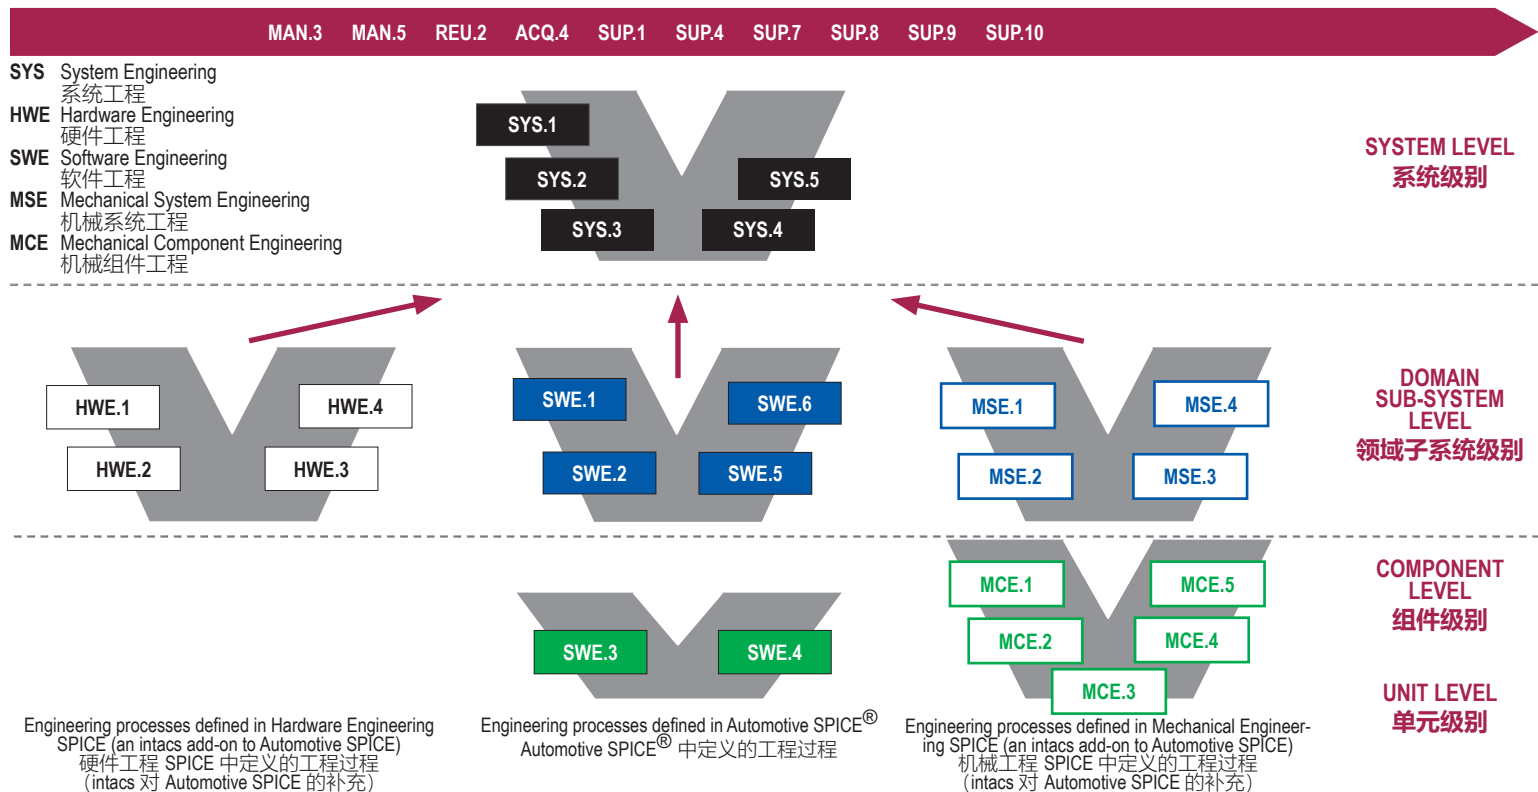 MAN.3 MAN.5 REU.2 ACQ.4 SUP.1 SUP.4 SUP.7 SUP.8 SUP.9 SUP.10
SYS System Engineering
系统工程
HWE Hardware Engineering
硬件工程
SWE Software Engineering
软件工程
MSE Mechanical System Engineering
机械系统工程
MCE Mechanical Component Engineering
机械组件工程
SYS.1
SYS.2
SYS.5
SYS.3
SYS.4
SYSTEM LEVEL
系统级别
HWE.1
HWE.4
HWE.2
HWE.3
SWE.1
SWE.6
SWE.2
SWE.5
MSE.1
MSE.4
MSE.2
MSE.3
DOMAIN
SUB-SYSTEM
LEVEL
领域子系统级别
SWE.3
SWE.4
MCE.1
MCE.5
MCE.2
MCE.4
MCE.3
COMPONENT
LEVEL
组件级别
UNIT LEVEL
单元级别
Engineering processes defined in Hardware Engineering
SPICE (an intacs add-on to Automotive SPICE)
硬件工程 SPICE 中定义的工程过程
（intacs 对 Automotive SPICE 的补充）
Engineering processes defined in Automotive SPICE®
Automotive SPICE® 中定义的工程过程
Engineering processes defined in Mechanical Engineer-
ing SPICE (an intacs add-on to Automotive SPICE)
机械工程 SPICE 中定义的工程过程
（intacs 对 Automotive SPICE 的补充）